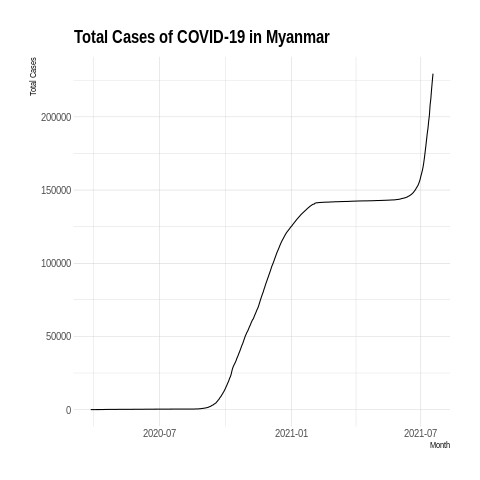 Total Cases of COVID-19 in Myanmar
Total Cases
200000
150000
100000
50000
0
2020-07 2021-01 2021-07
Month